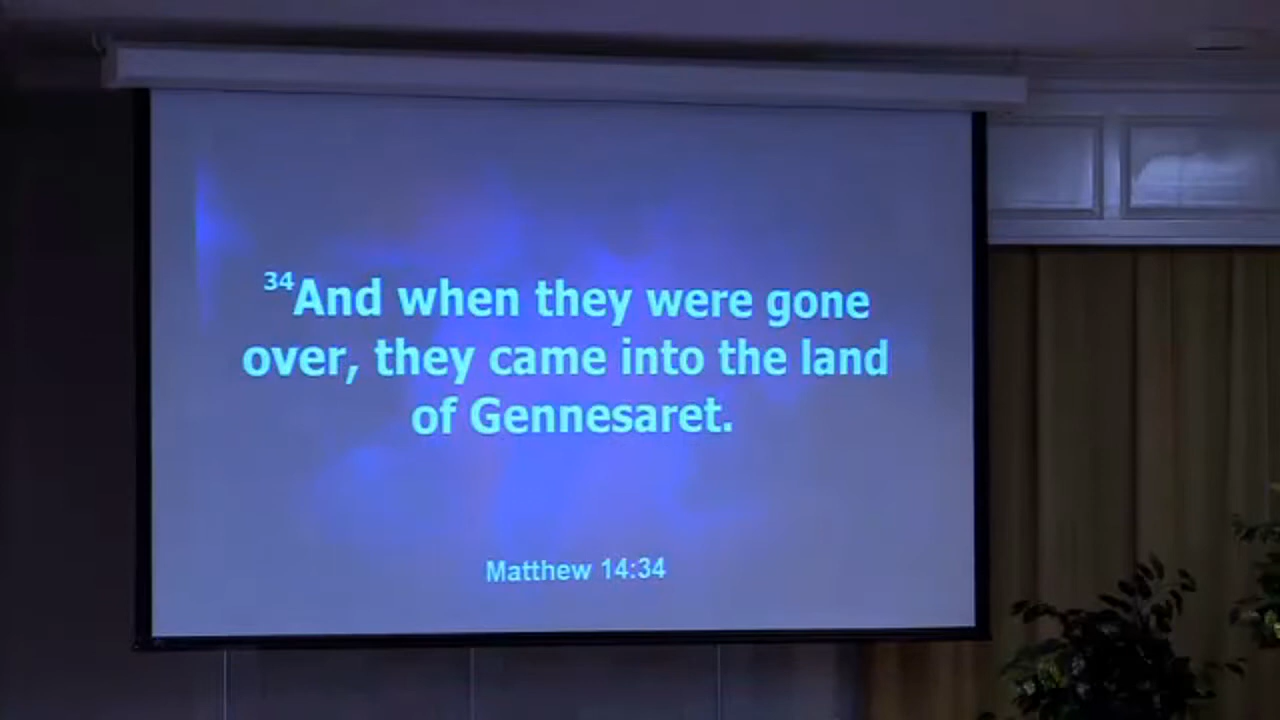 34And when they were gone
over, they came into the land
of Gennesaret.
Matthew 14:34